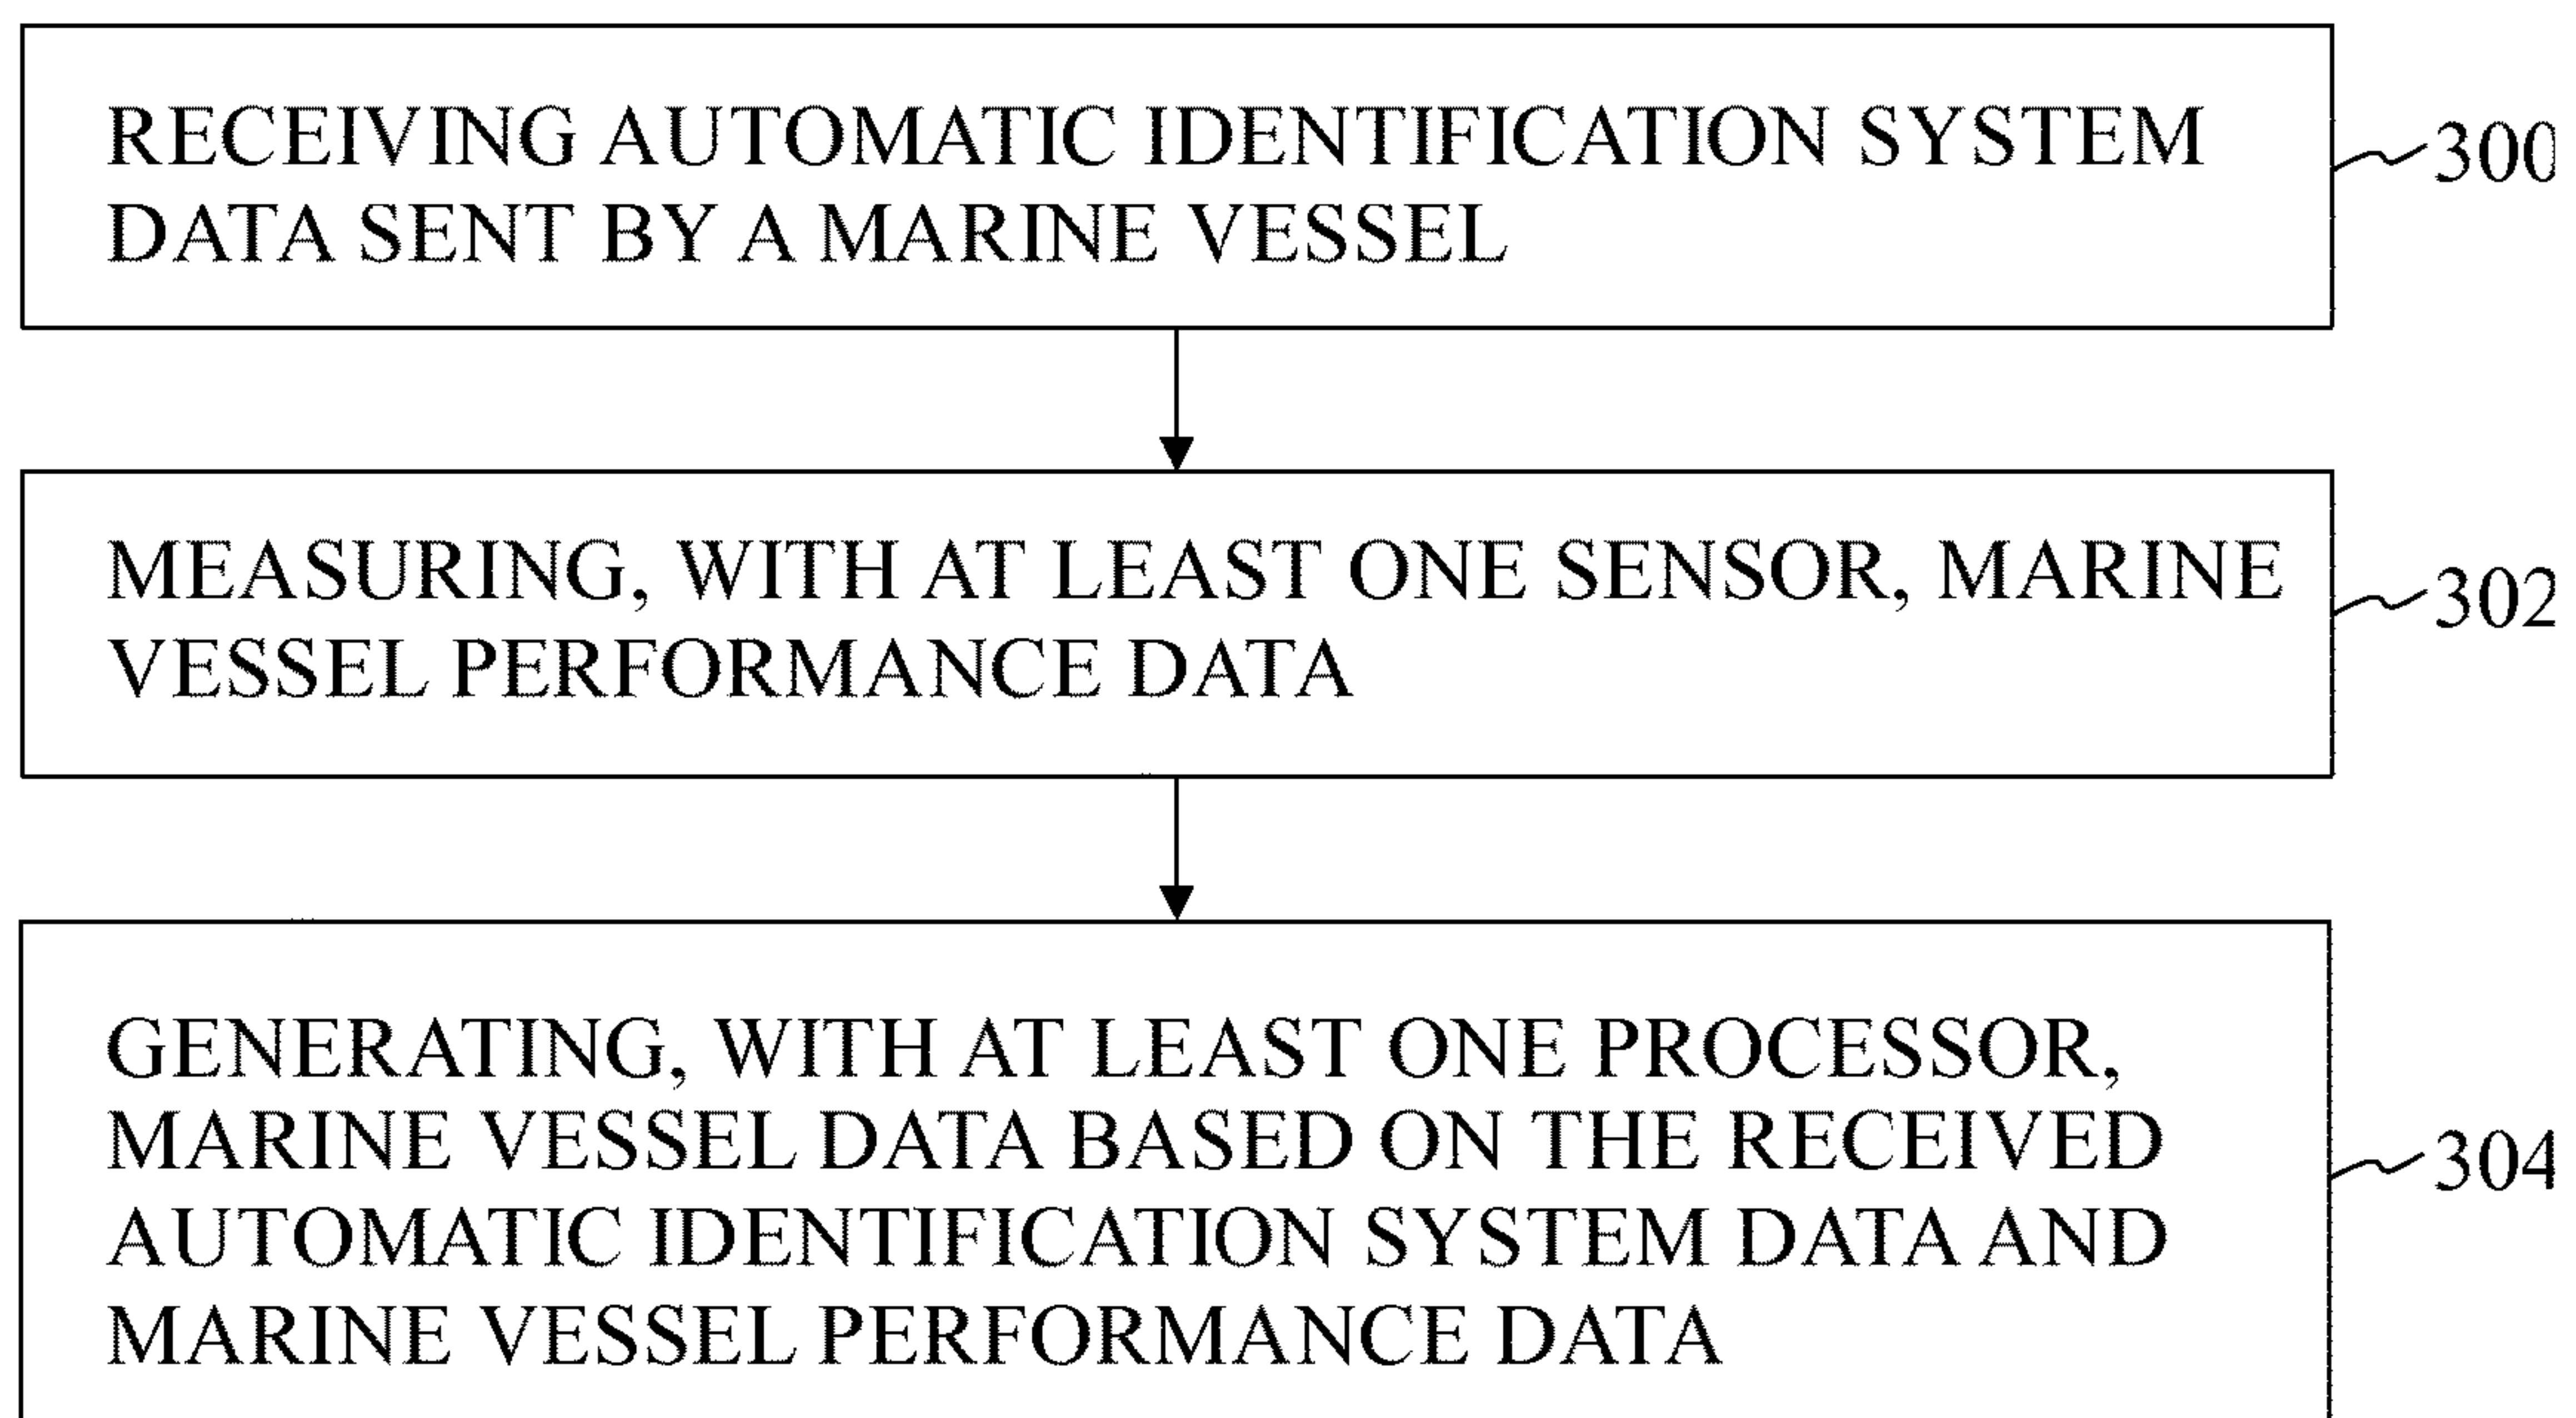 RECEIVING AUTOMATIC IDENTIFICATION SYSTEM
DATA SENT BY A MARINE VESSEL
300
MEASURING, WITH AT LEAST ONE SENSOR, MARINE
VESSEL PERFORMANCE DATA
302
GENERATING, WITH AT LEAST ONE PROCESSOR,
MARINE VESSEL DATA BASED ON THE RECEIVED
AUTOMATIC IDENTIFICATION SYSTEM DATA AND
MARINE VESSEL PERFORMANCE DATA
304